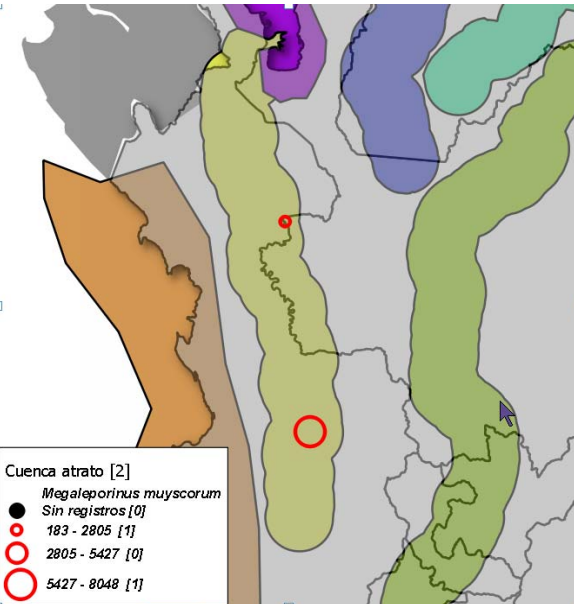 Cuenca atrato [2]
Megaleporinus muyscorum
Sin registros [0]
183 - 2805 [1]
2805 - 5427 [0]
5427 - 8048 [1]